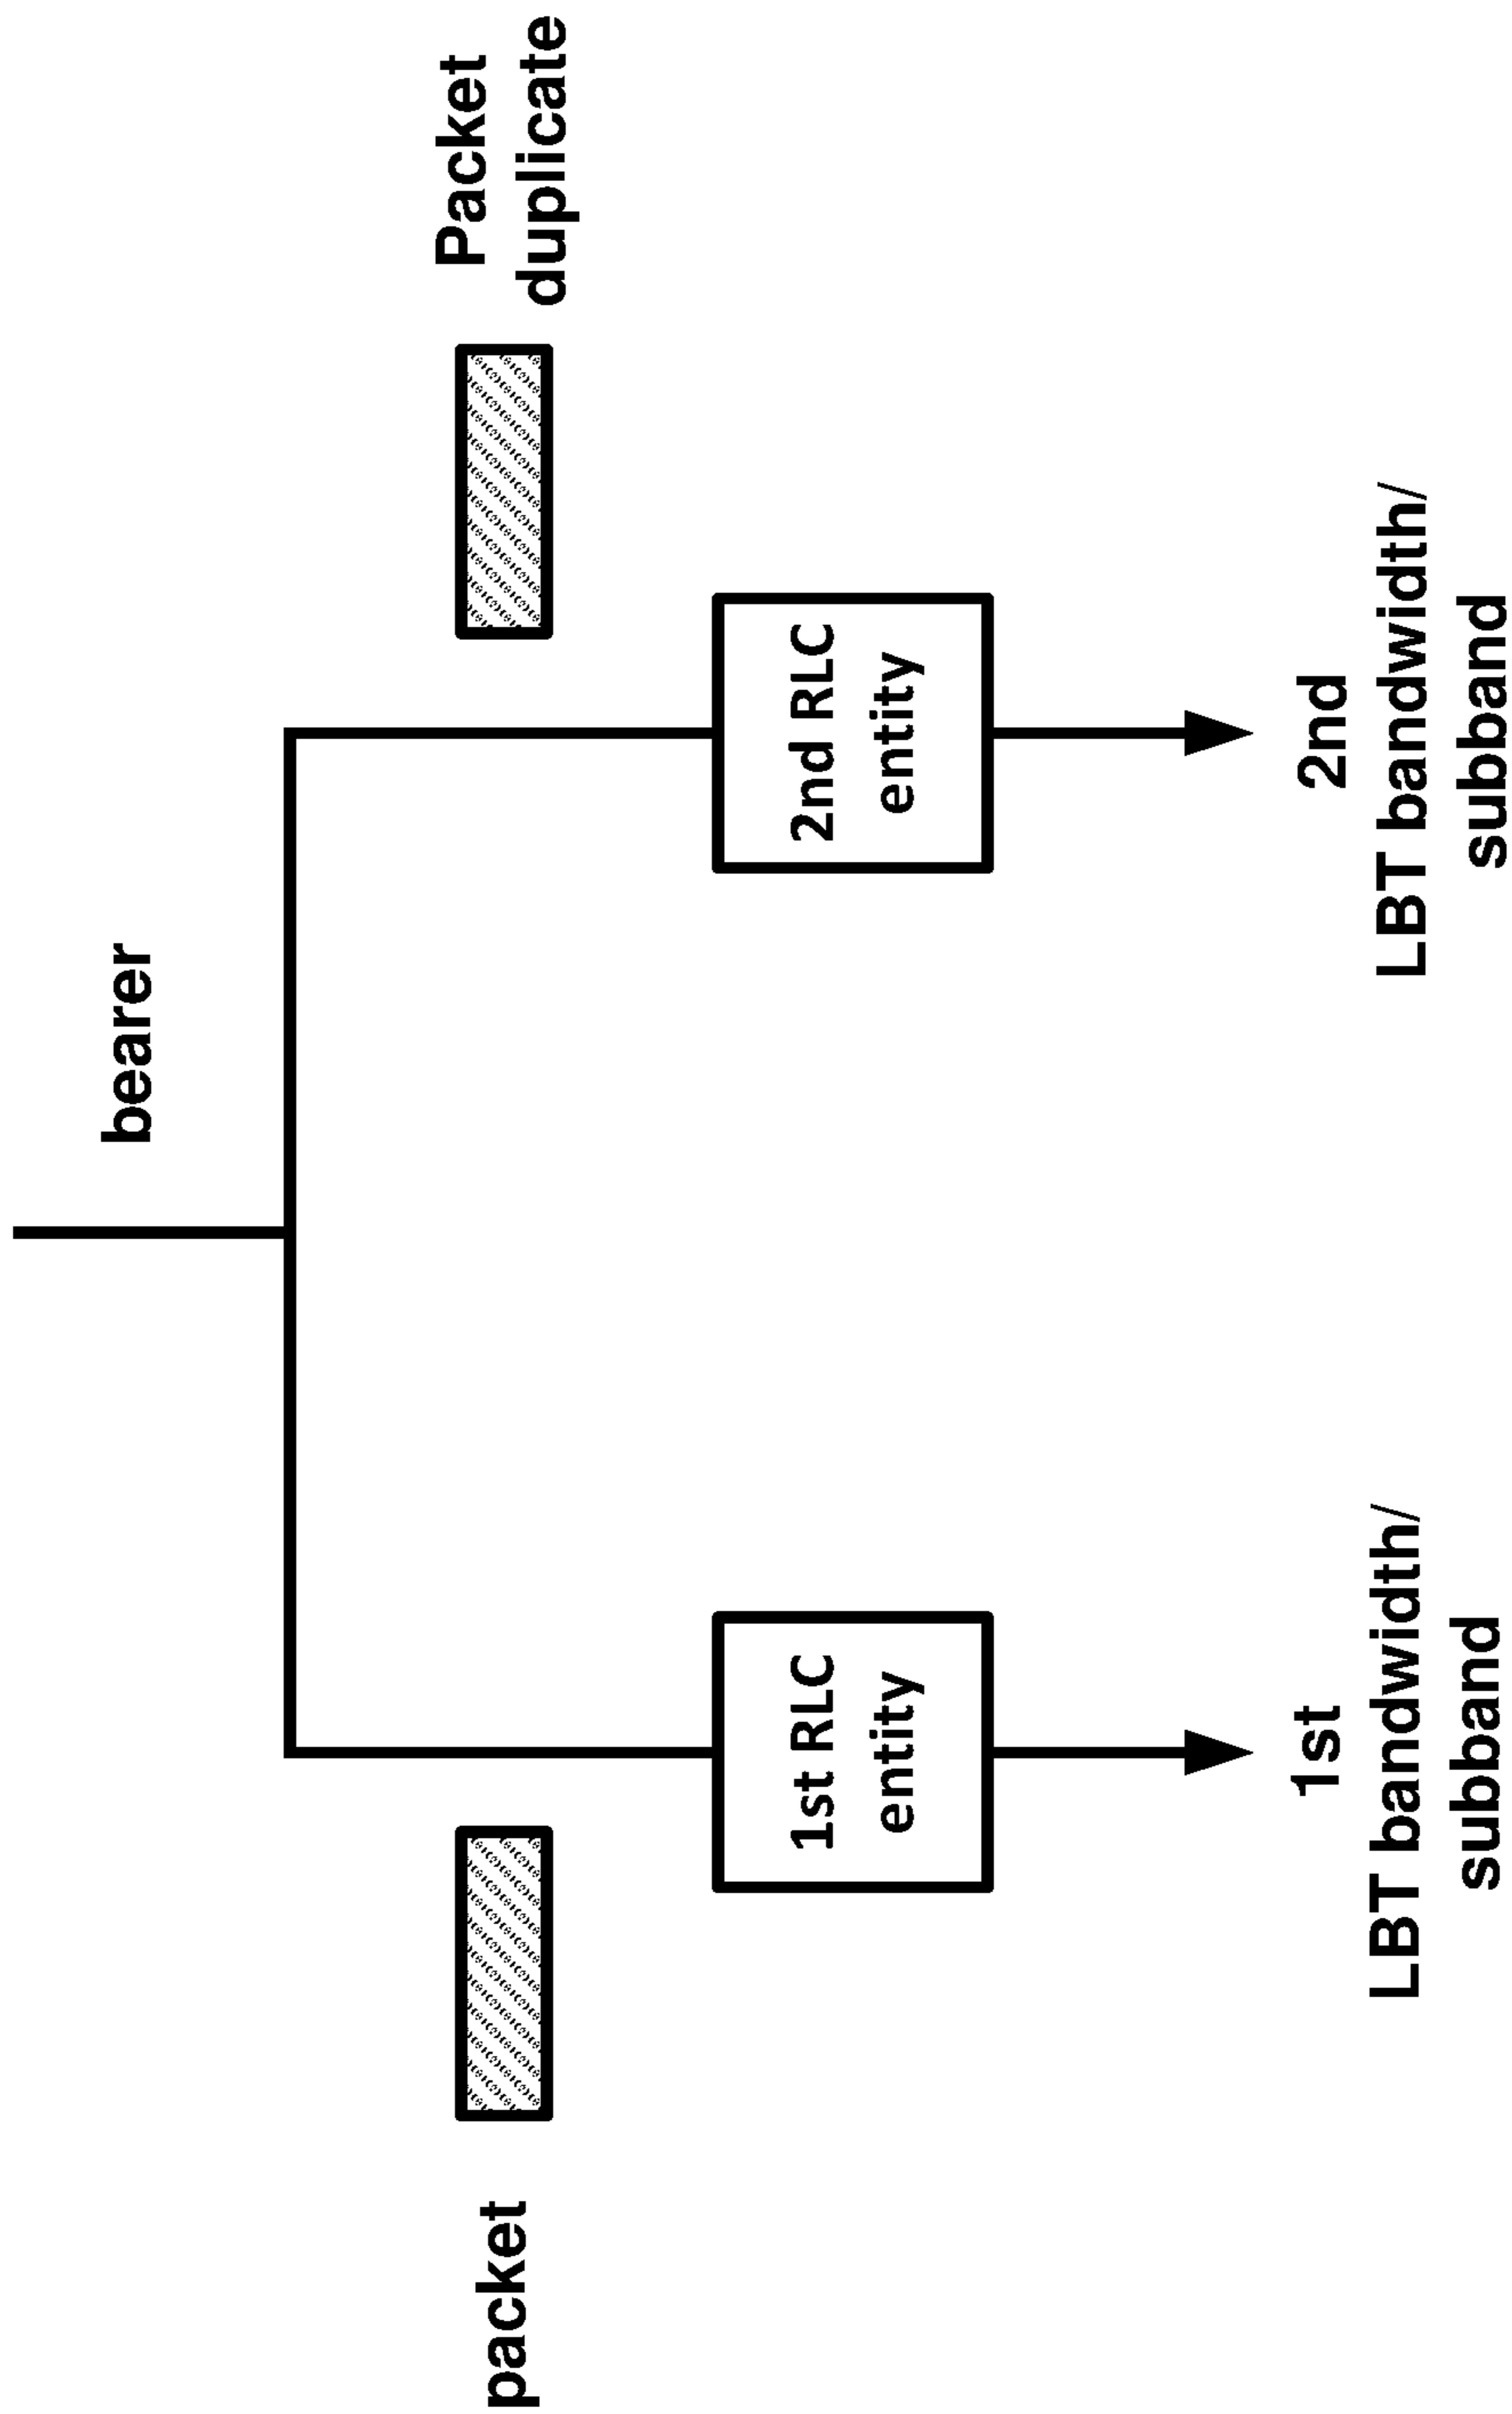 bearer
packet
Packet
duplicate
1st RLC
entity
2nd RLC
entity
1st
LBT bandwidth/
subband
2nd
LBT bandwidth/
subband